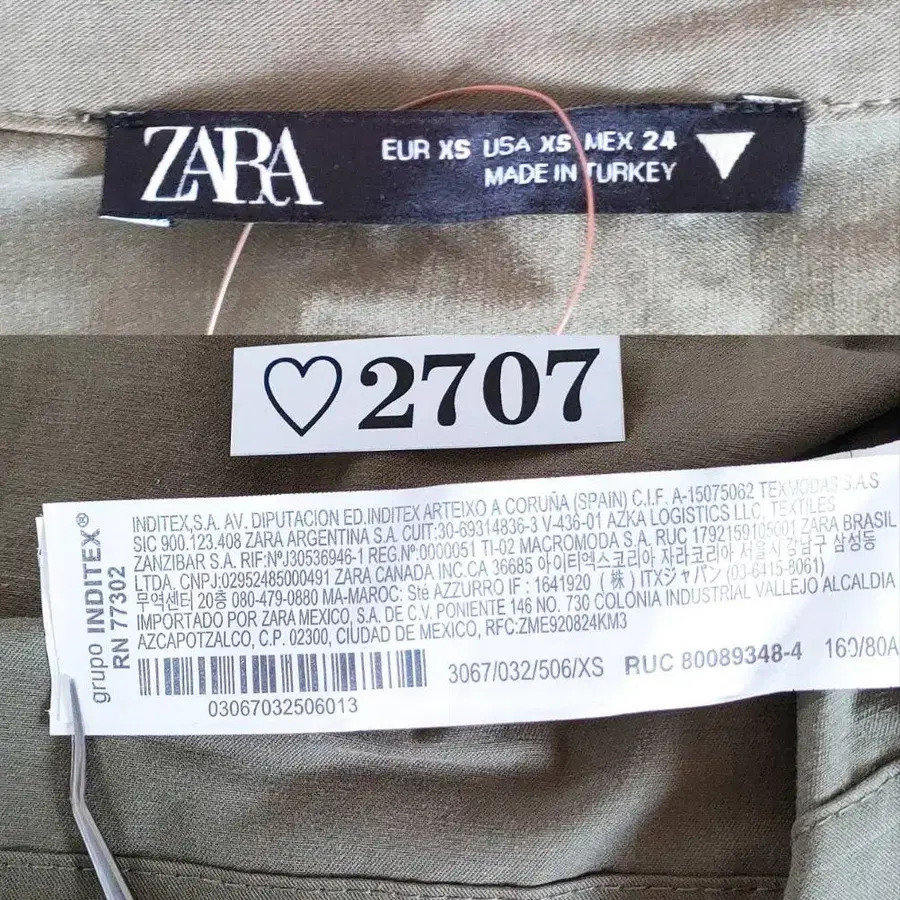 ZARA
EUR XS USA XS MEX 24
MADE IN TURKEY
♡2707
grupo INDITEX®
RN 77302
INDITEX,S.A. AV. DIPUTACION ED.INDITEX ARTEIXO A CORUÑA (SPAIN) C.I.F. A-15075062 TEXMODAS S.A.S
SIC 900.123.408 ZARA ARGENTINA S.A. CUIT:30-69314836-3 V-436-01 AZKA LOGISTICS LLC, TEXTILES
ZANZIBAR S.A. RIF:NºJ30536946-1 REG.Nº:0000051 TI-02 MACROMODA S.A. RUC 1792159105001 ZARA BRASIL
LTDA, CNPJ:02952485000491 ZARA CANADA INC.CA 36685 아이티엑스코리아 자라코리아 서울시 강남구 삼성동
무역센터 20층 080-479-0880 MA-MAROC: Sté AZZURRO IF : 1641920 (株) ITXジャパン (03-6415-8061)
IMPORTADO POR ZARA MEXICO, S.A. DE C.V. PONIENTE 146 NO. 730 COLONIA INDUSTRIAL VALLEJO ALCALDIA
AZCAPOTZALCO, C.P. 02300, CIUDAD DE MEXICO, RFC:ZME920824KM3
3067/032/506/XS RUC 80089348-4 160/80A
03067032506013